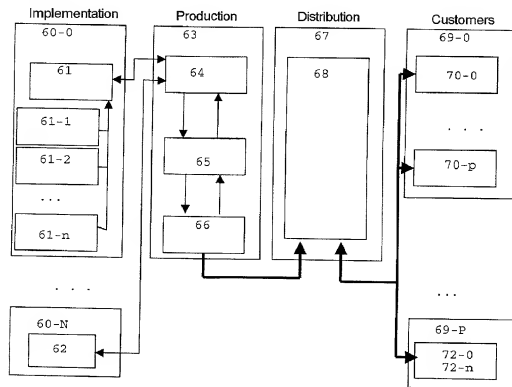 Implementation
Production
Distribution
Customers
60-0
61
61-1
61-2
...
61-n
. . .
60-N
62
63
64
65
66
67
68
69-0
70-0
. . .
70-p
...
69-P
72-0
72-n